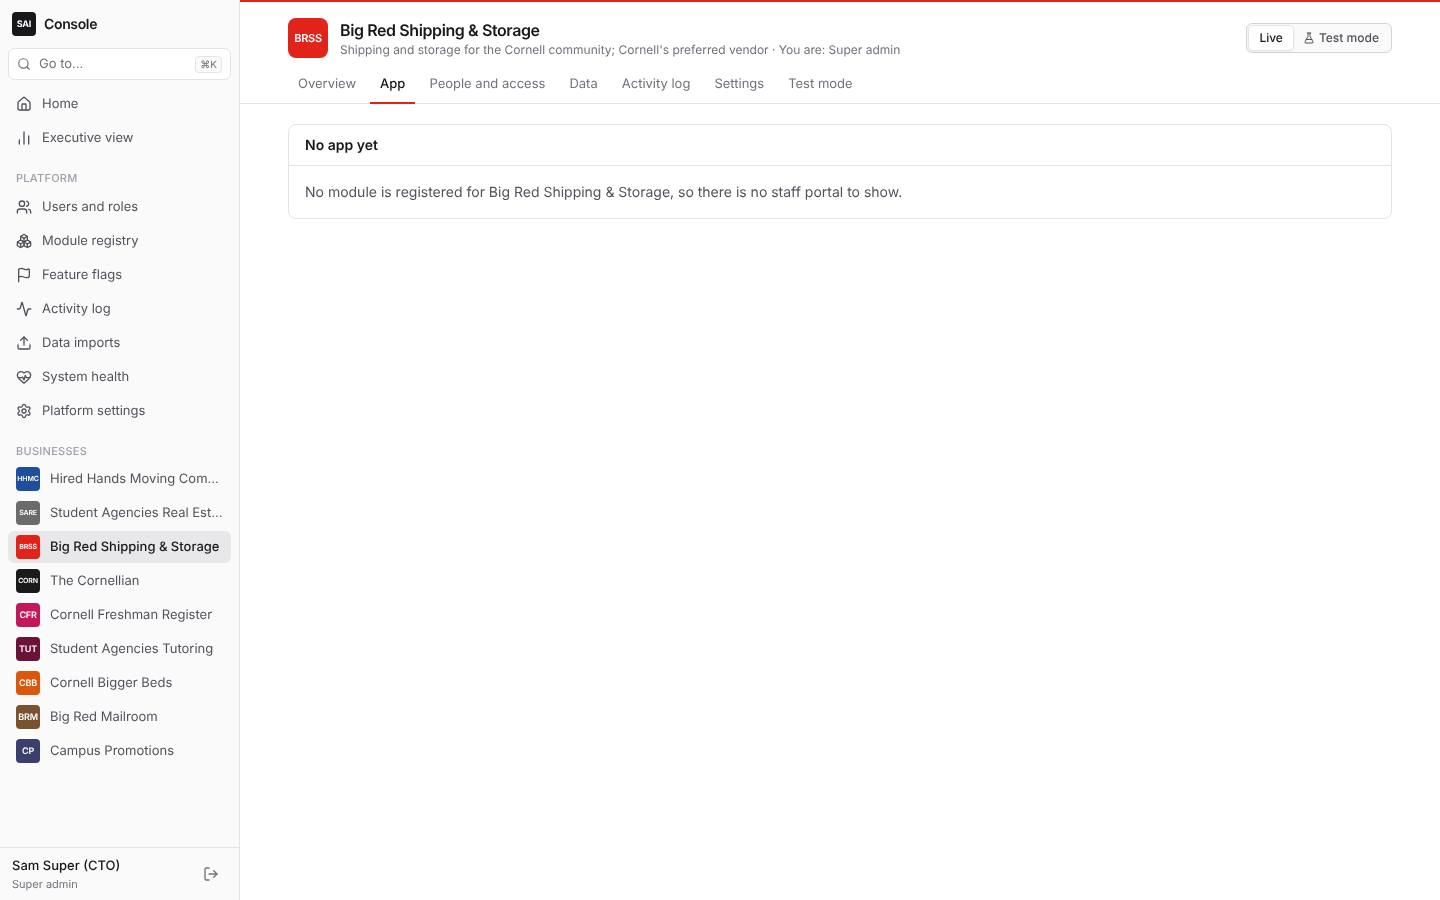 SAI Console
Go to... ⌘K
Home
Executive view
PLATFORM
Users and roles
Module registry
Feature flags
Activity log
Data imports
System health
Platform settings
BUSINESSES
HHMC Hired Hands Moving Com...
SARE Student Agencies Real Est...
BRSS Big Red Shipping & Storage
CORN The Cornellian
CFR Cornell Freshman Register
TUT Student Agencies Tutoring
CBB Cornell Bigger Beds
BRM Big Red Mailroom
CP Campus Promotions
Sam Super (CTO)
Super admin
BRSS
Big Red Shipping & Storage
Shipping and storage for the Cornell community; Cornell's preferred vendor · You are: Super admin
Live Test mode
Overview App People and access Data Activity log Settings Test mode
No app yet
No module is registered for Big Red Shipping & Storage, so there is no staff portal to show.